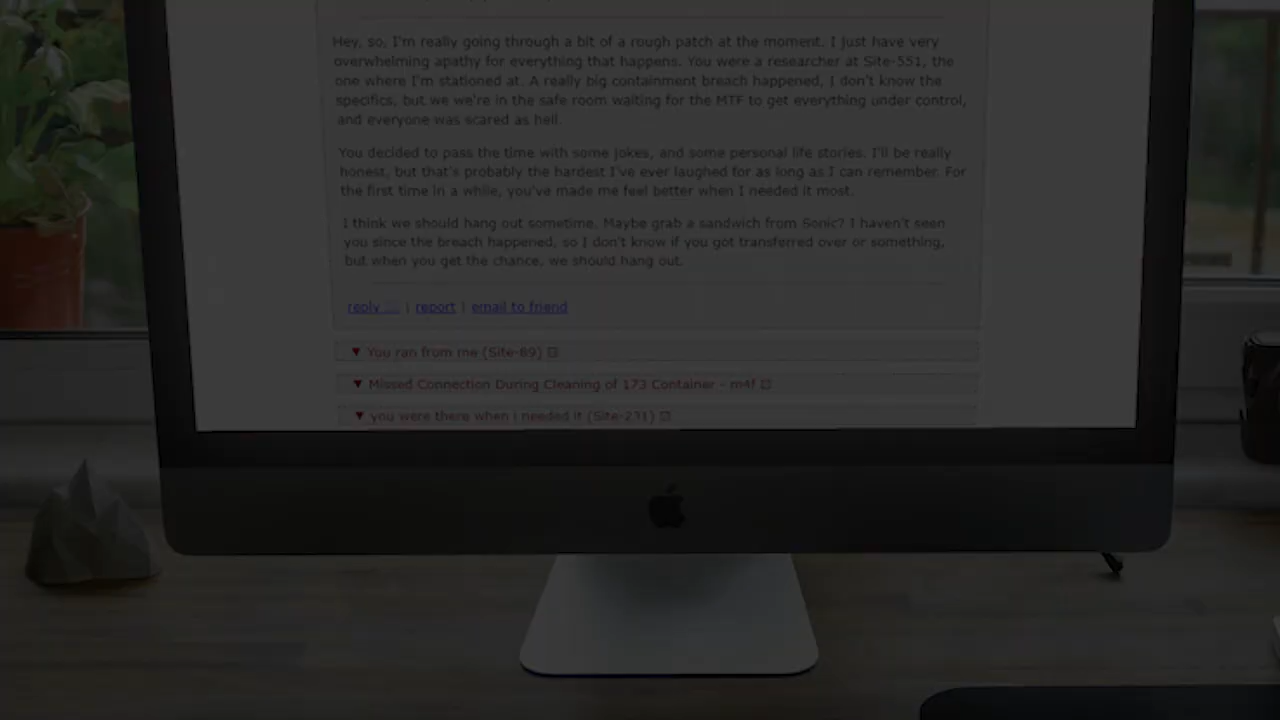 Hey, so, I'm really going through a bit of a rough patch at the moment. I just have very
overwhelming apathy for everything that happens. You were a researcher at Site-551, the
one where I'm stationed at. A really big containment breach happened, I don't know the
specifics, but we we're in the safe room waiting for the MTF to get everything under control,
and everyone was scared as hell.
You decided to pass the time with some jokes, and some personal life stories. I'll be really
honest, but that's probably the hardest I've ever laughed for as long as I can remember. For
the first time in a while, you've made me feel better when I needed it most.
I think we should hang out sometime. Maybe grab a sandwich from Sonic? I haven't seen
you since the breach happened, so I don't know if you got transferred over or something,
but when you get the chance, we should hang out.
reply | report | email to friend
▼ You ran from me (Site-89)
▼ Missed Connection During Cleaning of 173 Container - m4f
▼ you were there when i needed it (Site-231)